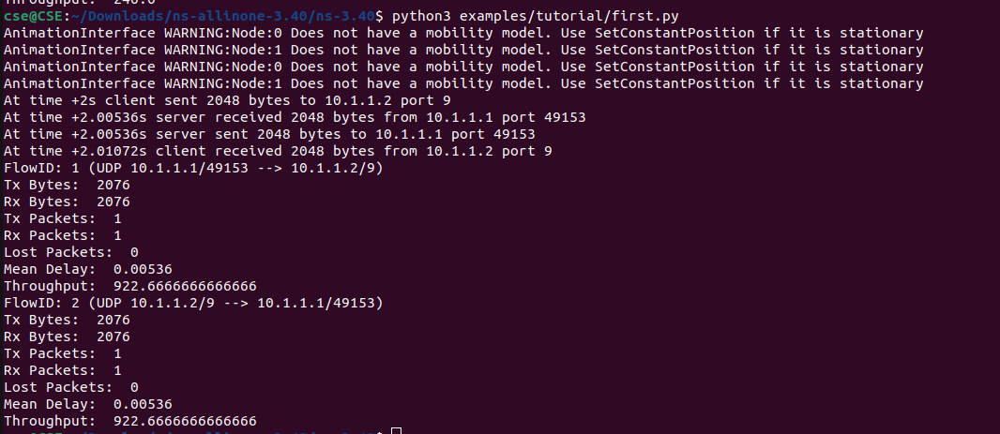 Throughput:  240.0
cse@CSE:~/Downloads/ns-allinone-3.40/ns-3.40$ python3 examples/tutorial/first.py
AnimationInterface WARNING:Node:0 Does not have a mobility model. Use SetConstantPosition if it is stationary
AnimationInterface WARNING:Node:1 Does not have a mobility model. Use SetConstantPosition if it is stationary
AnimationInterface WARNING:Node:0 Does not have a mobility model. Use SetConstantPosition if it is stationary
AnimationInterface WARNING:Node:1 Does not have a mobility model. Use SetConstantPosition if it is stationary
At time +2s client sent 2048 bytes to 10.1.1.2 port 9
At time +2.00536s server received 2048 bytes from 10.1.1.1 port 49153
At time +2.00536s server sent 2048 bytes to 10.1.1.1 port 49153
At time +2.01072s client received 2048 bytes from 10.1.1.2 port 9
FlowID: 1 (UDP 10.1.1.1/49153 --> 10.1.1.2/9)
Tx Bytes:  2076
Rx Bytes:  2076
Tx Packets:  1
Rx Packets:  1
Lost Packets:  0
Mean Delay:  0.00536
Throughput:  922.6666666666666
FlowID: 2 (UDP 10.1.1.2/9 --> 10.1.1.1/49153)
Tx Bytes:  2076
Rx Bytes:  2076
Tx Packets:  1
Rx Packets:  1
Lost Packets:  0
Mean Delay:  0.00536
Throughput:  922.6666666666666